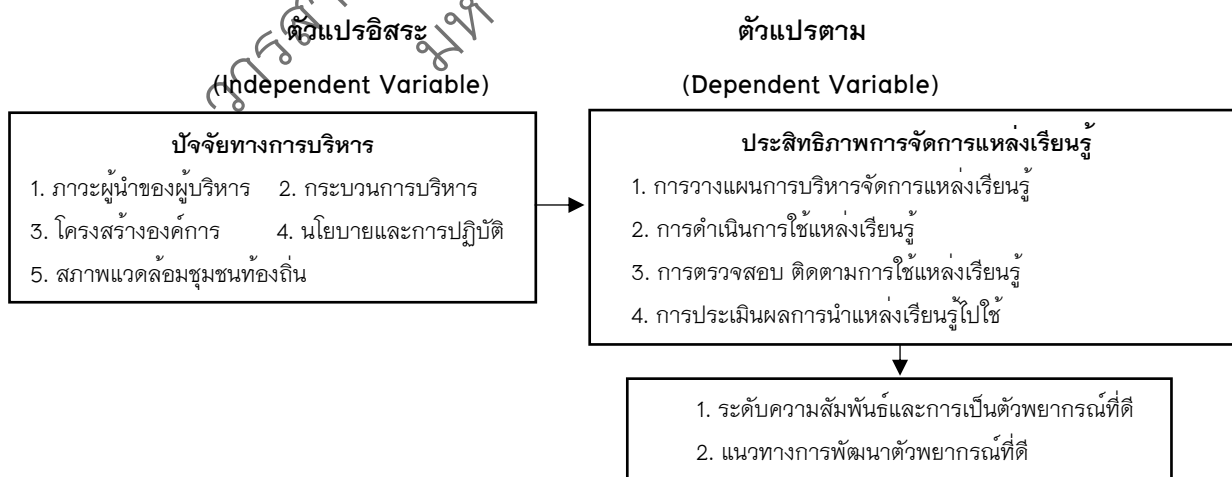 ตัวแปรอิสระ
(Independent Variable)
ปัจจัยทางการบริหาร
1. ภาวะผู้นำของผู้บริหาร 2. กระบวนการบริหาร
3. โครงสร้างองค์การ 4. นโยบายและการปฏิบัติ
5. สภาพแวดล้อมชุมชนท้องถิ่น
ตัวแปรตาม
(Dependent Variable)
ประสิทธิภาพการจัดการแหล่งเรียนรู้
1. การวางแผนการบริหารจัดการแหล่งเรียนรู้
2. การดำเนินการใช้แหล่งเรียนรู้
3. การตรวจสอบ ติดตามการใช้แหล่งเรียนรู้
4. การประเมินผลการนำแหล่งเรียนรู้ไปใช้
1. ระดับความสัมพันธ์และการเป็นตัวพยากรณ์ที่ดี
2. แนวทางการพัฒนาตัวพยากรณ์ที่ดี